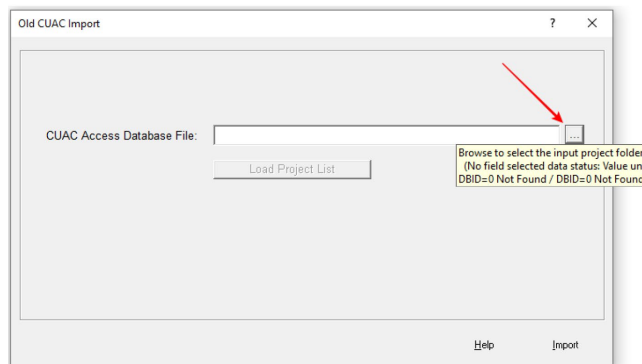 Old CUAC Import ? ×
CUAC Access Database File:
...
Load Project List
Browse to select the input project folder
(No field selected data status: Value un
DBID=0 Not Found / DBID=0 Not Found
Help Import